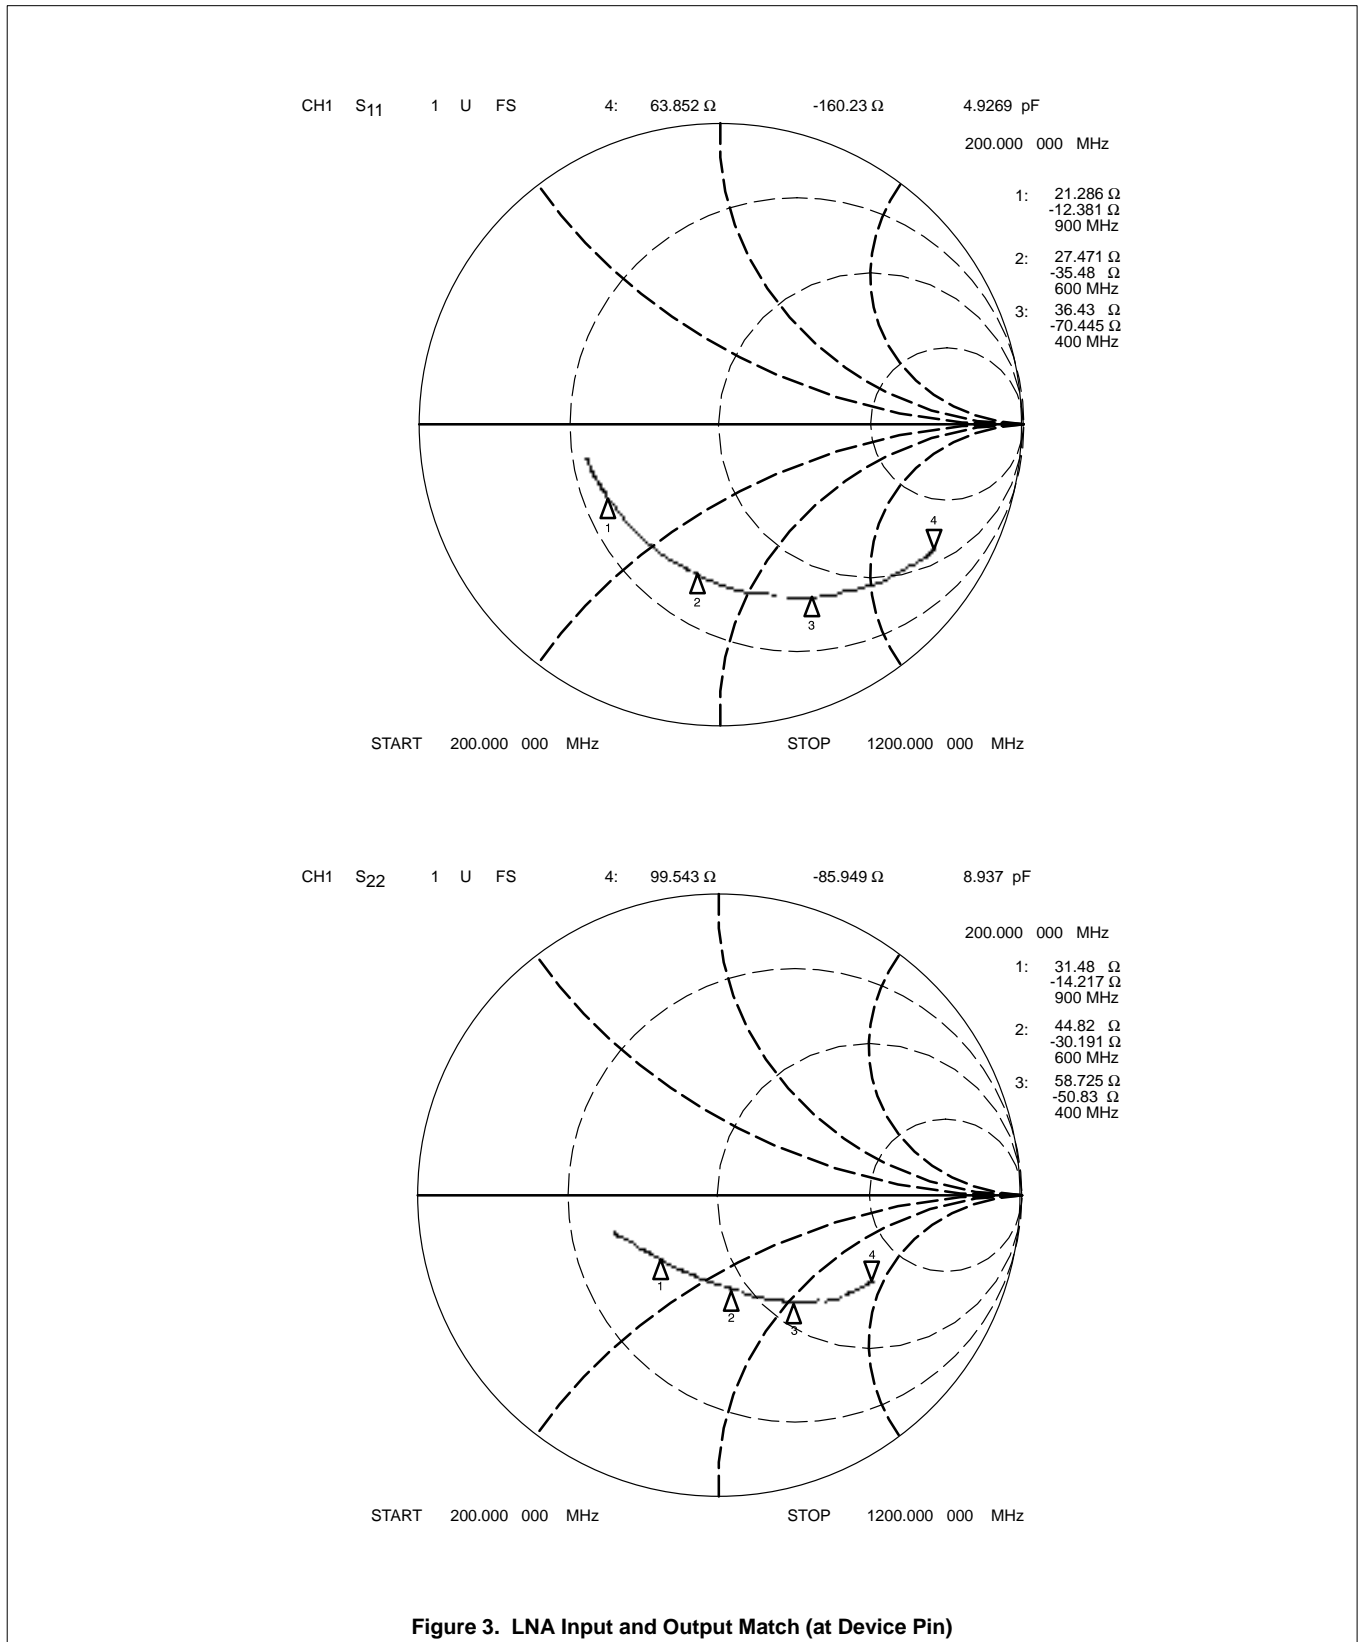 CH1 S11 1 U FS 4: 63.852 Ω -160.23 Ω 4.9269 pF
200.000 000 MHz
1: 21.286 Ω
-12.381 Ω
900 MHz
2: 27.471 Ω
-35.48 Ω
600 MHz
3: 36.43 Ω
-70.445 Ω
400 MHz
4
1
2
3
START 200.000 000 MHz STOP 1200.000 000 MHz
CH1 S22 1 U FS 4: 99.543 Ω -85.949 Ω 8.937 pF
200.000 000 MHz
1: 31.48 Ω
-14.217 Ω
900 MHz
2: 44.82 Ω
-30.191 Ω
600 MHz
3: 58.725 Ω
-50.83 Ω
400 MHz
4
1
2
3
START 200.000 000 MHz STOP 1200.000 000 MHz
Figure 3. LNA Input and Output Match (at Device Pin)